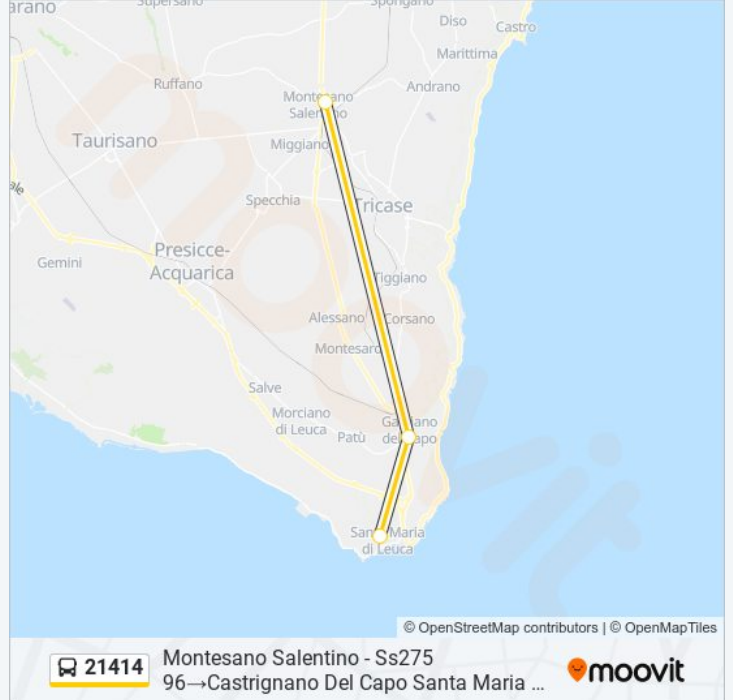 arano
Supersano
Spongano
Diso
Castro
Marittima
Ruffano
Andrano
Montesano
Salentino
Taurisano
Miggiano
ale
Specchia
Tricase
Presicce-
Acquarica
Gemini
Tiggiano
Alessano
Corsano
Montesardo
Salve
Morciano
di Leuca
Gagliano
del Capo
Patù
Santa Maria
di Leuca
moovit
© OpenStreetMap contributors | © OpenMapTiles
21414
Montesano Salentino - Ss275
96→Castrignano Del Capo Santa Maria ...
moovit